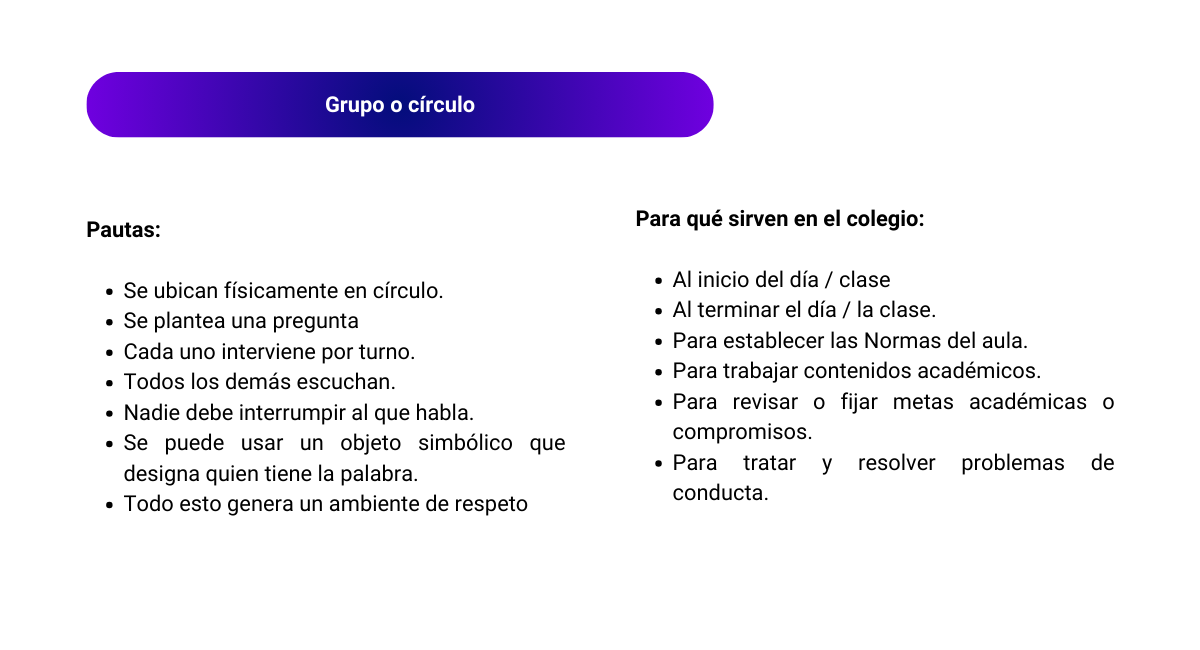 Grupo o círculo
Pautas:
• Se ubican físicamente en círculo.
• Se plantea una pregunta
• Cada uno interviene por turno.
• Todos los demás escuchan.
• Nadie debe interrumpir al que habla.
• Se puede usar un objeto simbólico que
designa quien tiene la palabra.
• Todo esto genera un ambiente de respeto
Para qué sirven en el colegio:
• Al inicio del día / clase
• Al terminar el día / la clase.
• Para establecer las Normas del aula.
• Para trabajar contenidos académicos.
• Para revisar o fijar metas académicas o
compromisos.
• Para tratar y resolver problemas de
conducta.